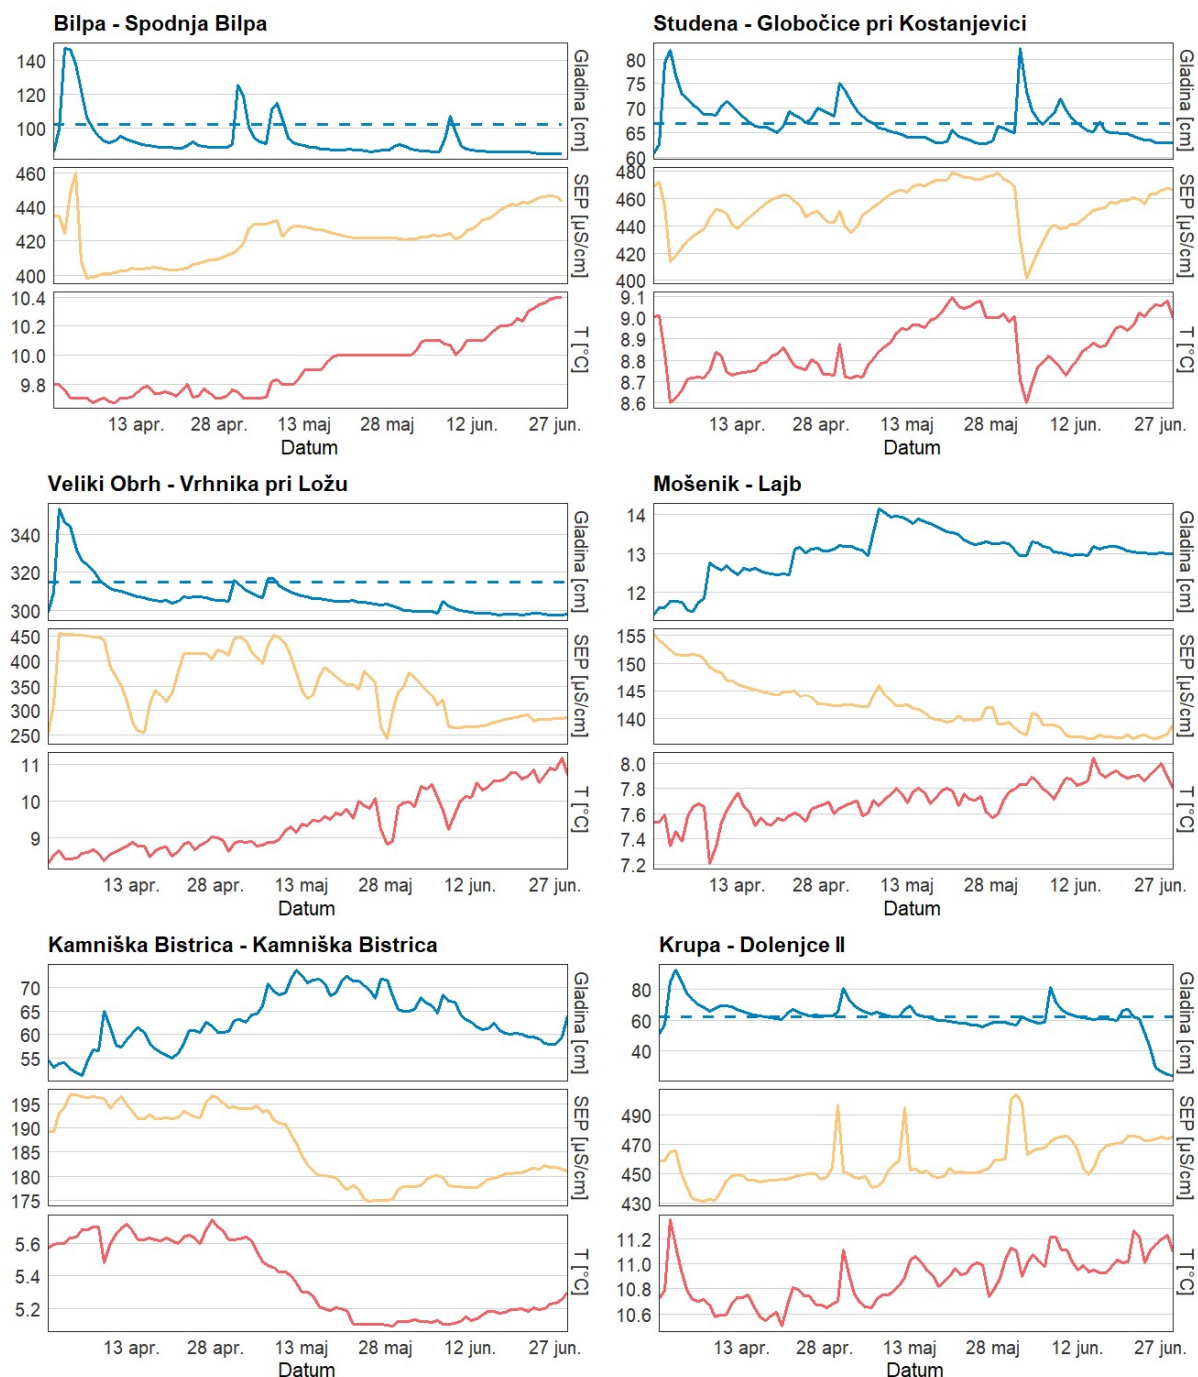 Bilpa - Spodnja Bilpa
140
120
100
Gladina [cm]
460
440
420
400
SEP [µS/cm]
10.4
10.2
10.0
9.8
T [°C]
13 apr. 28 apr. 13 maj 28 maj 12 jun. 27 jun.
Datum
Studena - Globočice pri Kostanjevici
80
75
70
65
60
Gladina [cm]
480
460
440
420
400
SEP [µS/cm]
9.1
9.0
8.8
8.7
8.6
T [°C]
13 apr. 28 apr. 13 maj 28 maj 12 jun. 27 jun.
Datum
Veliki Obrh - Vrhnika pri Ložu
340
320
300
Gladina [cm]
450
400
350
300
250
SEP [µS/cm]
11
10
9
T [°C]
13 apr. 28 apr. 13 maj 28 maj 12 jun. 27 jun.
Datum
Mošenik - Lajb
14
13
12
Gladina [cm]
155
150
145
140
SEP [µS/cm]
8.0
7.8
7.6
7.4
7.2
T [°C]
13 apr. 28 apr. 13 maj 28 maj 12 jun. 27 jun.
Datum
Kamniška Bistrica - Kamniška Bistrica
70
65
60
55
Gladina [cm]
195
190
185
180
175
SEP [µS/cm]
5.6
5.4
5.2
T [°C]
13 apr. 28 apr. 13 maj 28 maj 12 jun. 27 jun.
Datum
Krupa - Dolenjce II
80
60
40
Gladina [cm]
490
470
450
430
SEP [µS/cm]
11.2
11.0
10.8
10.6
T [°C]
13 apr. 28 apr. 13 maj 28 maj 12 jun. 27 jun.
Datum